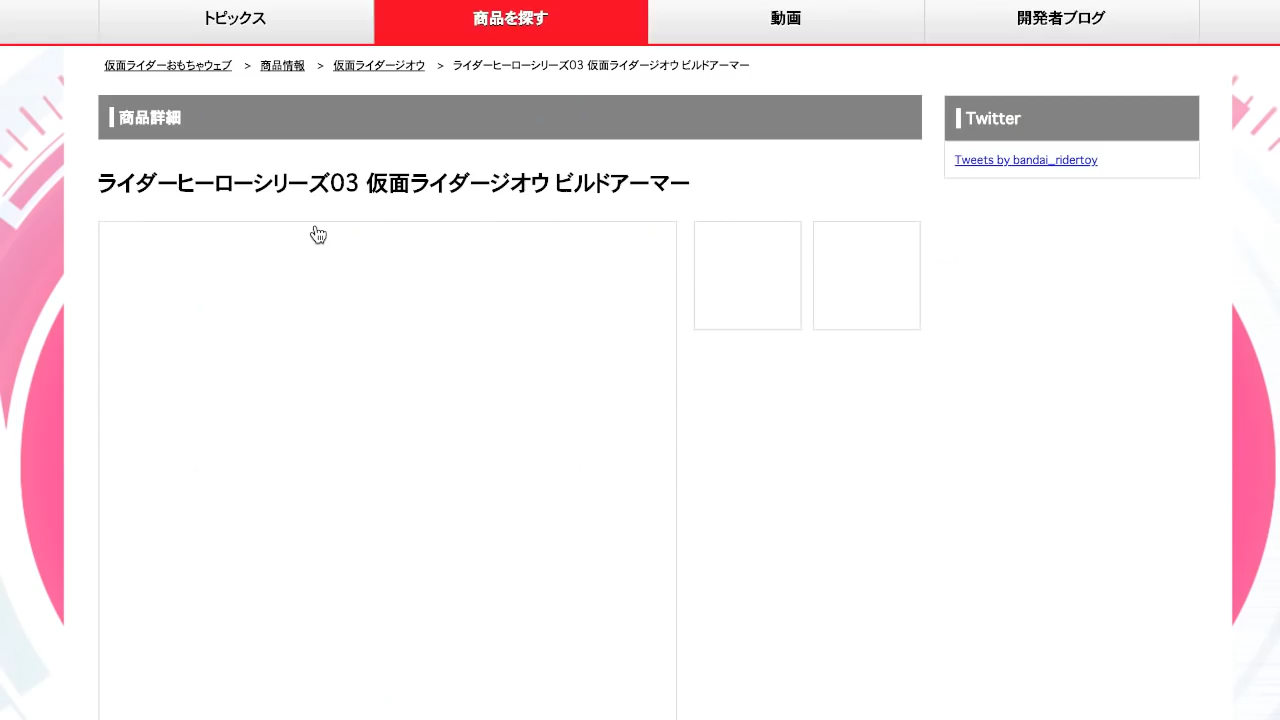 トピックス
商品を探す
動画
開発者ブログ
仮面ライダーおもちゃウェブ > 商品情報 > 仮面ライダージオウ > ライダーヒーローシリーズ03 仮面ライダージオウ ビルドアーマー
商品詳細
Twitter
Tweets by bandai_ridertoy
ライダーヒーローシリーズ03 仮面ライダージオウ ビルドアーマー